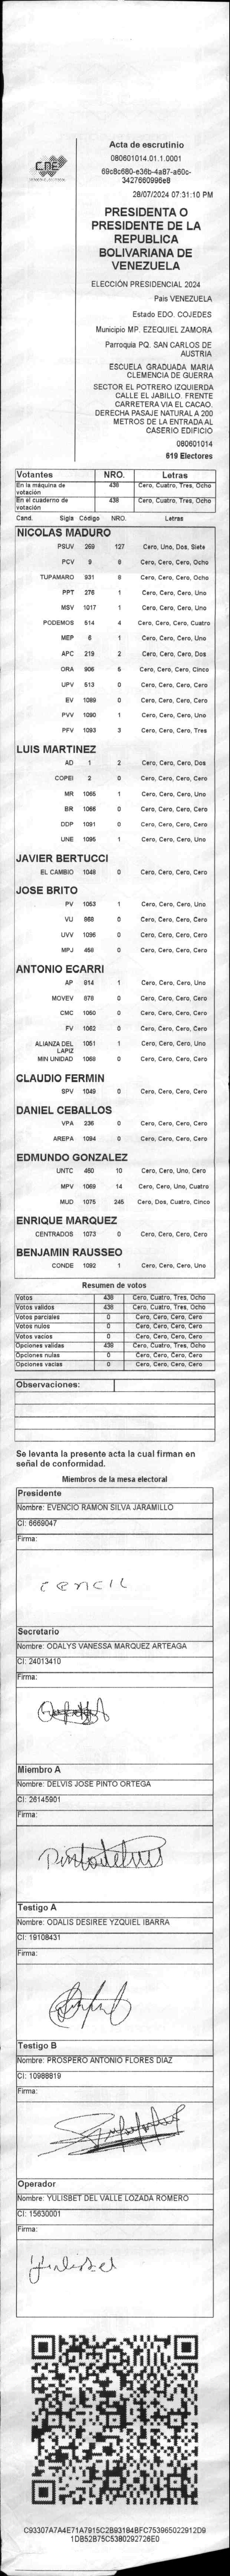 CNE
Acta de escrutinio
080601014.01.1.0001
28/07/2024 07:31:10 PM
PRESIDENTA O
PRESIDENTE DE LA
REPUBLICA
BOLIVARIANA DE
VENEZUELA
ELECCIÓN PRESIDENCIAL 2024
Pais VENEZUELA
Estado EDO. COJEDES
Municipio MP. EZEQUIEL ZAMORA
Parroquia PQ. SAN CARLOS DE
AUSTRIA
ESCUELA GRADUADA MARIA
CLEMENCIA DE GUERRA
SECTOR EL POTRERO IZQUIERDA
CALLE EL JABILLO. FRENTE
CARRETERA VIA EL CACAO.
DERECHA PASAJE NATURAL A 200
METROS DE LA ENTRADA AL
CASERIO EDIFICIO
080601014
619 Electores
Votantes NRO. Letras
En la máquina de votación 438 Cero, Cuatro, Tres, Ocho
En el cuaderno de votación 438 Cero, Cuatro, Tres, Ocho
Cand. Sigla Código NRO. Letras
NICOLAS MADURO
PSUV 269 127 Cero, Uno, Dos, Siete
PCV 9 8 Cero, Cero, Cero, Ocho
TUPAMARO 931 8 Cero, Cero, Cero, Ocho
PPT 276 1 Cero, Cero, Cero, Uno
MSV 1017 1 Cero, Cero, Cero, Uno
PODEMOS 514 4 Cero, Cero, Cero, Cuatro
MEP 6 1 Cero, Cero, Cero, Uno
APC 219 2 Cero, Cero, Cero, Dos
ORA 906 5 Cero, Cero, Cero, Cinco
UPV 513 0 Cero, Cero, Cero, Cero
EV 1089 0 Cero, Cero, Cero, Cero
PVV 1090 1 Cero, Cero, Cero, Uno
PFV 1093 3 Cero, Cero, Cero, Tres
LUIS MARTINEZ
AD 1 2 Cero, Cero, Cero, Dos
COPEI 2 0 Cero, Cero, Cero, Cero
MR 1065 1 Cero, Cero, Cero, Uno
BR 1066 0 Cero, Cero, Cero, Cero
DDP 1091 0 Cero, Cero, Cero, Cero
UNE 1095 1 Cero, Cero, Cero, Uno
JAVIER BERTUCCI
EL CAMBIO 1048 0 Cero, Cero, Cero, Cero
JOSE BRITO
PV 1053 1 Cero, Cero, Cero, Uno
VU 868 0 Cero, Cero, Cero, Cero
UVV 1096 0 Cero, Cero, Cero, Cero
MPJ 458 0 Cero, Cero, Cero, Cero
ANTONIO ECARRI
AP 814 1 Cero, Cero, Cero, Uno
MOVEV 878 0 Cero, Cero, Cero, Cero
CMC 1050 0 Cero, Cero, Cero, Cero
FV 1062 0 Cero, Cero, Cero, Cero
ALIANZA DEL LAPIZ 1051 1 Cero, Cero, Cero, Uno
MIN UNIDAD 1068 0 Cero, Cero, Cero, Cero
CLAUDIO FERMIN
SPV 1049 0 Cero, Cero, Cero, Cero
DANIEL CEBALLOS
VPA 236 0 Cero, Cero, Cero, Cero
AREPA 1094 0 Cero, Cero, Cero, Cero
EDMUNDO GONZALEZ
UNTC 460 10 Cero, Cero, Uno, Cero
MPV 1069 14 Cero, Cero, Uno, Cuatro
MUD 1075 245 Cero, Dos, Cuatro, Cinco
ENRIQUE MARQUEZ
CENTRADOS 1073 0 Cero, Cero, Cero, Cero
BENJAMIN RAUSSEO
CONDE 1092 1 Cero, Cero, Cero, Uno
Resumen de votos
Votos 438 Cero, Cuatro, Tres, Ocho
Votos validos 438 Cero, Cuatro, Tres, Ocho
Votos parciales 0 Cero, Cero, Cero, Cero
Votos nulos 0 Cero, Cero, Cero, Cero
Votos vacios 0 Cero, Cero, Cero, Cero
Opciones validas 438 Cero, Cuatro, Tres, Ocho
Opciones nulas 0 Cero, Cero, Cero, Cero
Opciones vacias 0 Cero, Cero, Cero, Cero
Observaciones:
Se levanta la presente acta la cual firman en
señal de conformidad.
Miembros de la mesa electoral
Presidente
Nombre: EVENCIO RAMON SILVA JARAMILLO
CI: 6669047
Firma:
Secretario
Nombre: ODALYS VANESSA MARQUEZ ARTEAGA
CI: 24013410
Firma:
Miembro A
Nombre: DELVIS JOSE PINTO ORTEGA
CI: 26145901
Firma:
Testigo A
Nombre: ODALIS DESIREE YZQUIEL IBARRA
CI: 19108431
Firma:
Testigo B
Nombre: PROSPERO ANTONIO FLORES DIAZ
CI: 10988819
Firma:
Operador
Nombre: YULISBET DEL VALLE LOZADA ROMERO
CI: 15630001
Firma:
Yulisbet
C93307A7A4E71A7915C2B93184BFC753965022912D9
1DB52B75C5380292726E0